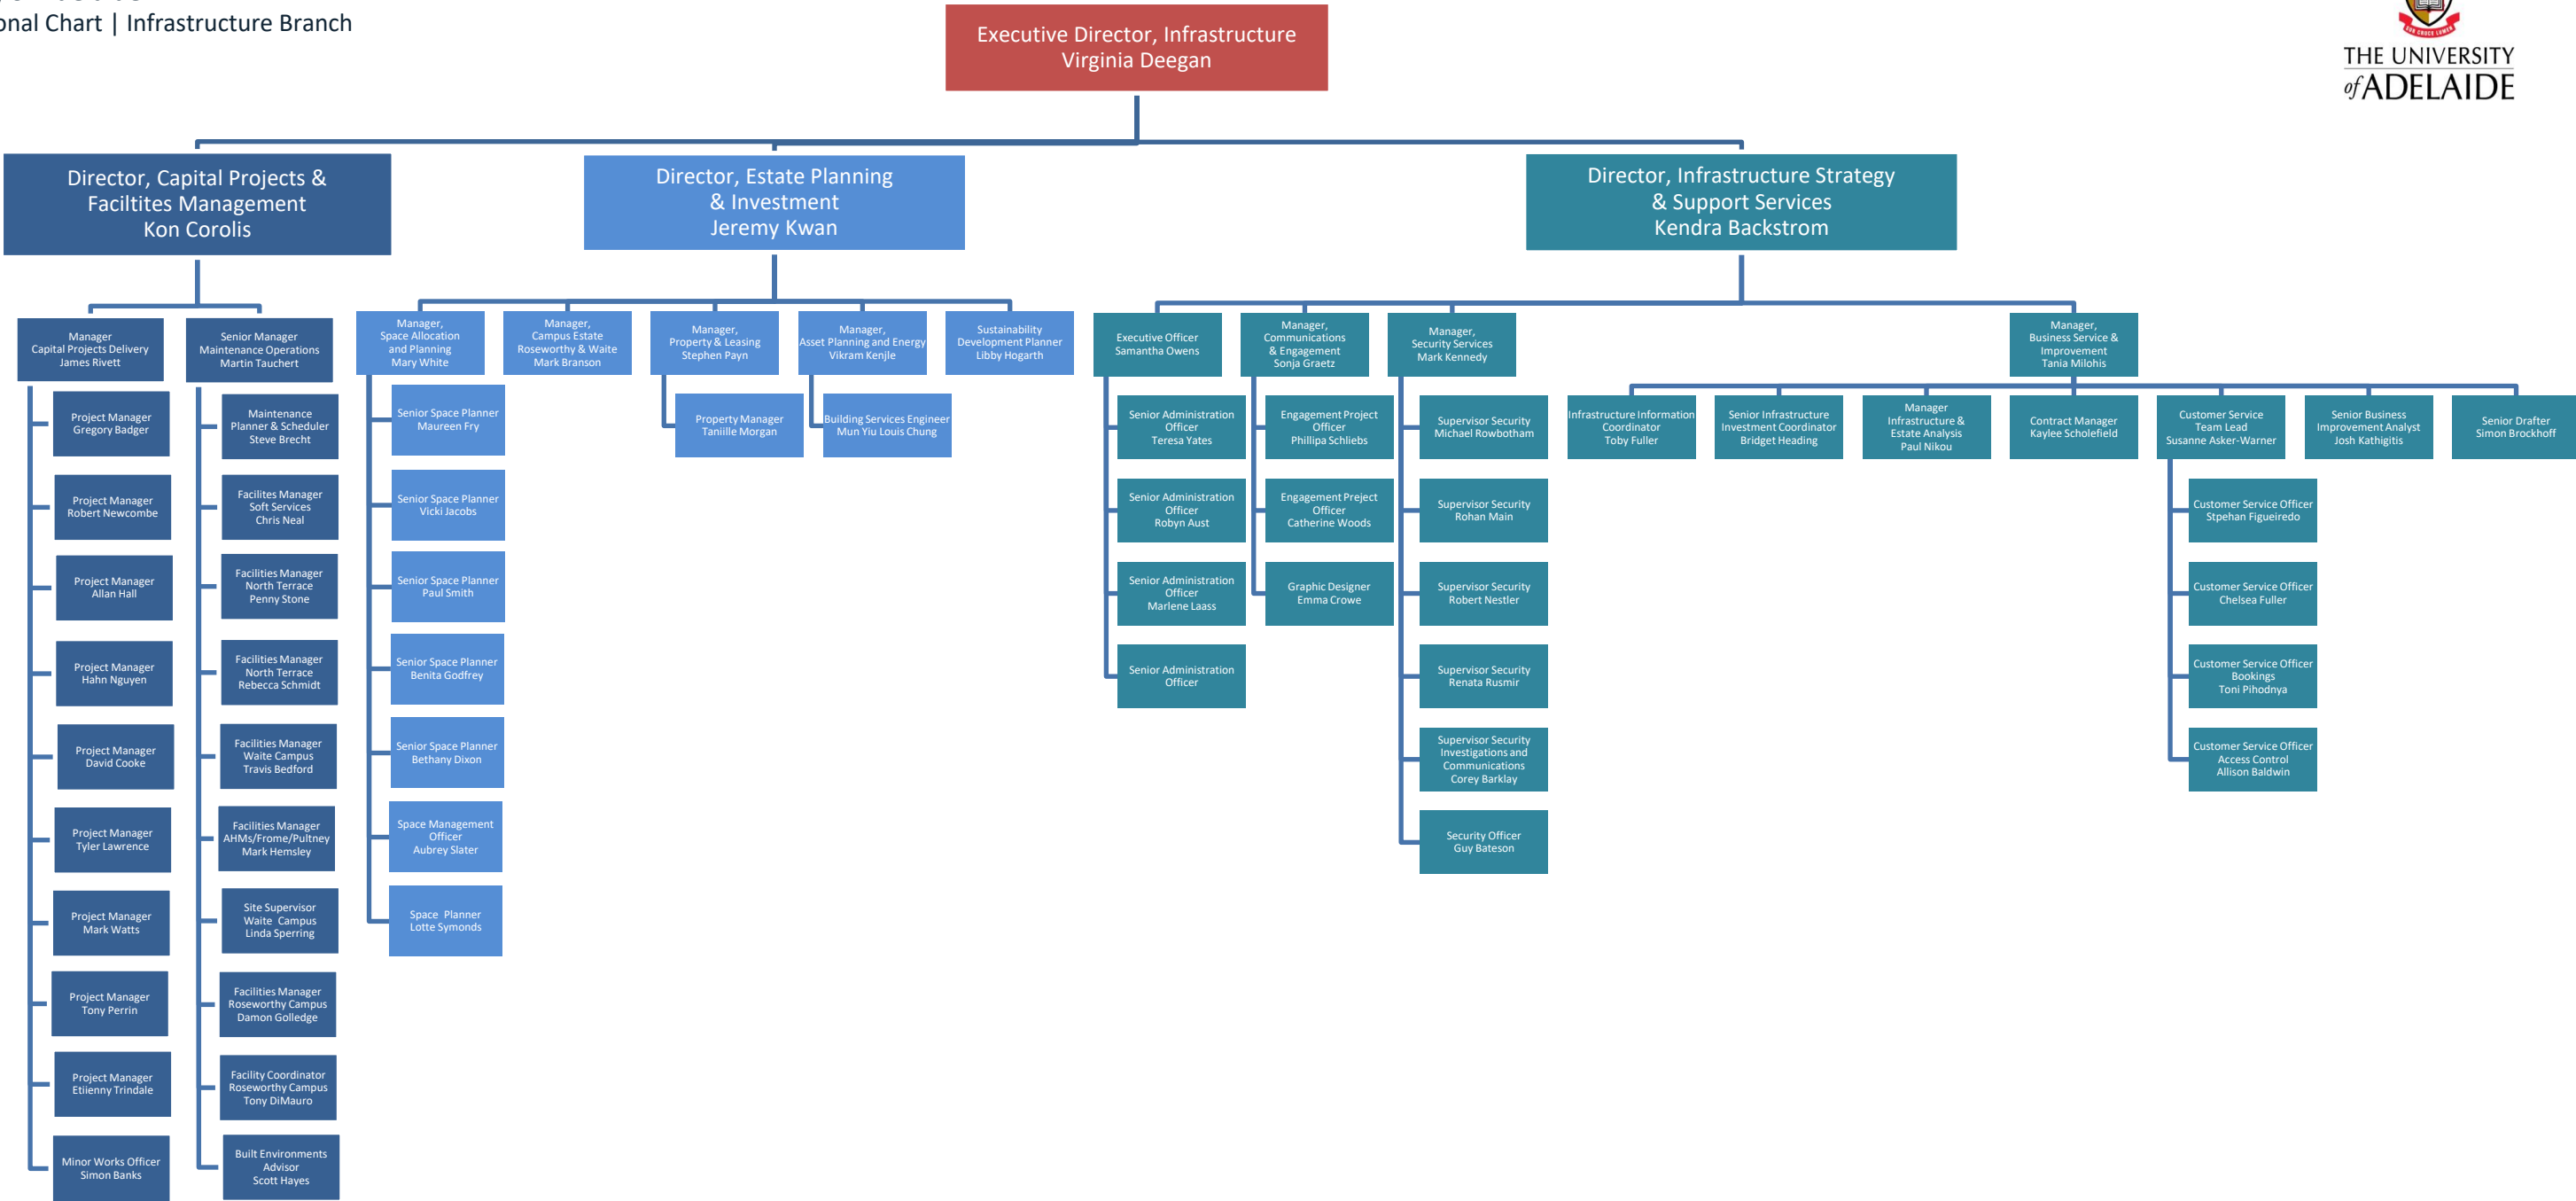 onal Chart | Infrastructure Branch
THE UNIVERSITY
of ADELAIDE
Executive Director, Infrastructure
Virginia Deegan
Director, Capital Projects &
Faciltites Management
Kon Corolis
Director, Estate Planning
& Investment
Jeremy Kwan
Director, Infrastructure Strategy
& Support Services
Kendra Backstrom
Manager
Capital Projects Delivery
James Rivett
Senior Manager
Maintenance Operations
Martin Tauchert
Manager,
Space Allocation
and Planning
Mary White
Manager,
Campus Estate
Roseworthy & Waite
Mark Branson
Manager,
Property & Leasing
Stephen Payn
Manager,
Asset Planning and Energy
Vikram Kenjle
Sustainability
Development Planner
Libby Hogarth
Executive Officer
Samantha Owens
Manager,
Communications
& Engagement
Sonja Graetz
Manager,
Security Services
Mark Kennedy
Manager,
Business Service &
Improvement
Tania Milohis
Project Manager
Gregory Badger
Project Manager
Robert Newcombe
Project Manager
Allan Hall
Project Manager
Hahn Nguyen
Project Manager
David Cooke
Project Manager
Tyler Lawrence
Project Manager
Mark Watts
Project Manager
Tony Perrin
Project Manager
Etiienny Trindale
Minor Works Officer
Simon Banks
Maintenance
Planner & Scheduler
Steve Brecht
Facilites Manager
Soft Services
Chris Neal
Facilities Manager
North Terrace
Penny Stone
Facilities Manager
North Terrace
Rebecca Schmidt
Facilities Manager
Waite Campus
Travis Bedford
Facilities Manager
AHMs/Frome/Pultney
Mark Hemsley
Site Supervisor
Waite Campus
Linda Sperring
Facilities Manager
Roseworthy Campus
Damon Golledge
Facility Coordinator
Roseworthy Campus
Tony DiMauro
Built Environments
Advisor
Scott Hayes
Senior Space Planner
Maureen Fry
Senior Space Planner
Vicki Jacobs
Senior Space Planner
Paul Smith
Senior Space Planner
Benita Godfrey
Senior Space Planner
Bethany Dixon
Space Management
Officer
Aubrey Slater
Space Planner
Lotte Symonds
Property Manager
Taniille Morgan
Building Services Engineer
Mun Yiu Louis Chung
Senior Administration
Officer
Teresa Yates
Senior Administration
Officer
Robyn Aust
Senior Administration
Officer
Marlene Laass
Senior Administration
Officer
Engagement Project
Officer
Phillipa Schliebs
Engagement Preject
Officer
Catherine Woods
Graphic Designer
Emma Crowe
Supervisor Security
Michael Rowbotham
Supervisor Security
Rohan Main
Supervisor Security
Robert Nestler
Supervisor Security
Renata Rusmir
Supervisor Security
Investigations and
Communications
Corey Barklay
Security Officer
Guy Bateson
Infrastructure Information
Coordinator
Toby Fuller
Senior Infrastructure
Investment Coordinator
Bridget Heading
Manager
Infrastructure &
Estate Analysis
Paul Nikou
Contract Manager
Kaylee Scholefield
Customer Service
Team Lead
Susanne Asker-Warner
Senior Business
Improvement Analyst
Josh Kathigitis
Senior Drafter
Simon Brockhoff
Customer Service Officer
Stpehan Figueiredo
Customer Service Officer
Chelsea Fuller
Customer Service Officer
Bookings
Toni Pihodnya
Customer Service Officer
Access Control
Allison Baldwin